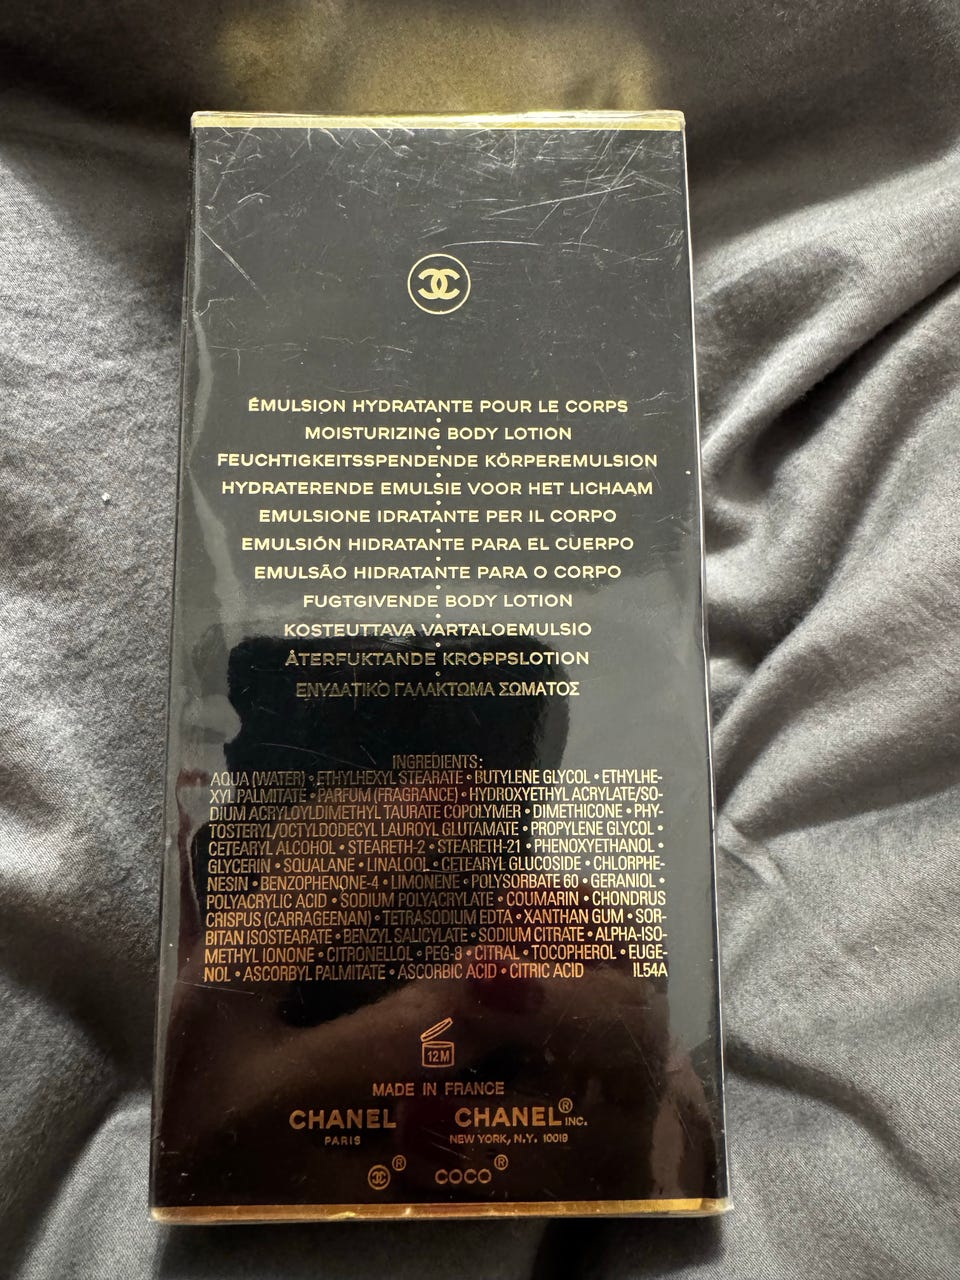 ÉMULSION HYDRATANTE POUR LE CORPS
MOISTURIZING BODY LOTION
FEUCHTIGKEITSSPENDENDE KÖRPEREMULSION
HYDRATERENDE EMULSIE VOOR HET LICHAAM
EMULSIONE IDRATANTE PER IL CORPO
EMULSIÓN HIDRATANTE PARA EL CUERPO
EMULSÃO HIDRATANTE PARA O CORPO
FUGTGIVENDE BODY LOTION
KOSTEUTTAVA VARTALOEMULSIO
ÅTERFUKTANDE KROPPSLOTION
ΕΝΥΔΑΤΙΚΟ ΓΑΛΑΚΤΩΜΑ ΣΩΜΑΤΟΣ
INGREDIENTS:
AQUA (WATER) • ETHYLHEXYL STEARATE • BUTYLENE GLYCOL • ETHYLHE-
XYL PALMITATE • PARFUM (FRAGRANCE) • HYDROXYETHYL ACRYLATE/SO-
DIUM ACRYLOYLDIMETHYL TAURATE COPOLYMER • DIMETHICONE • PHY-
TOSTERYL/OCTYLDODECYL LAUROYL GLUTAMATE • PROPYLENE GLYCOL •
CETEARYL ALCOHOL • STEARETH-2 • STEARETH-21 • PHENOXYETHANOL •
GLYCERIN • SQUALANE • LINALOOL • CETEARYL GLUCOSIDE • CHLORPHE-
NESIN • BENZOPHENONE-4 • LIMONENE • POLYSORBATE 60 • GERANIOL •
POLYACRYLIC ACID • SODIUM POLYACRYLATE • COUMARIN • CHONDRUS
CRISPUS (CARRAGEENAN) • TETRASODIUM EDTA • XANTHAN GUM • SOR-
BITAN ISOSTEARATE • BENZYL SALICYLATE • SODIUM CITRATE • ALPHA-ISO-
METHYL IONONE • CITRONELLOL • PEG-8 • CITRAL • TOCOPHEROL • EUGE-
NOL • ASCORBYL PALMITATE • ASCORBIC ACID • CITRIC ACID IL54A
12M
MADE IN FRANCE
CHANEL CHANEL® INC.
PARIS NEW YORK, N.Y. 10019
® COCO®